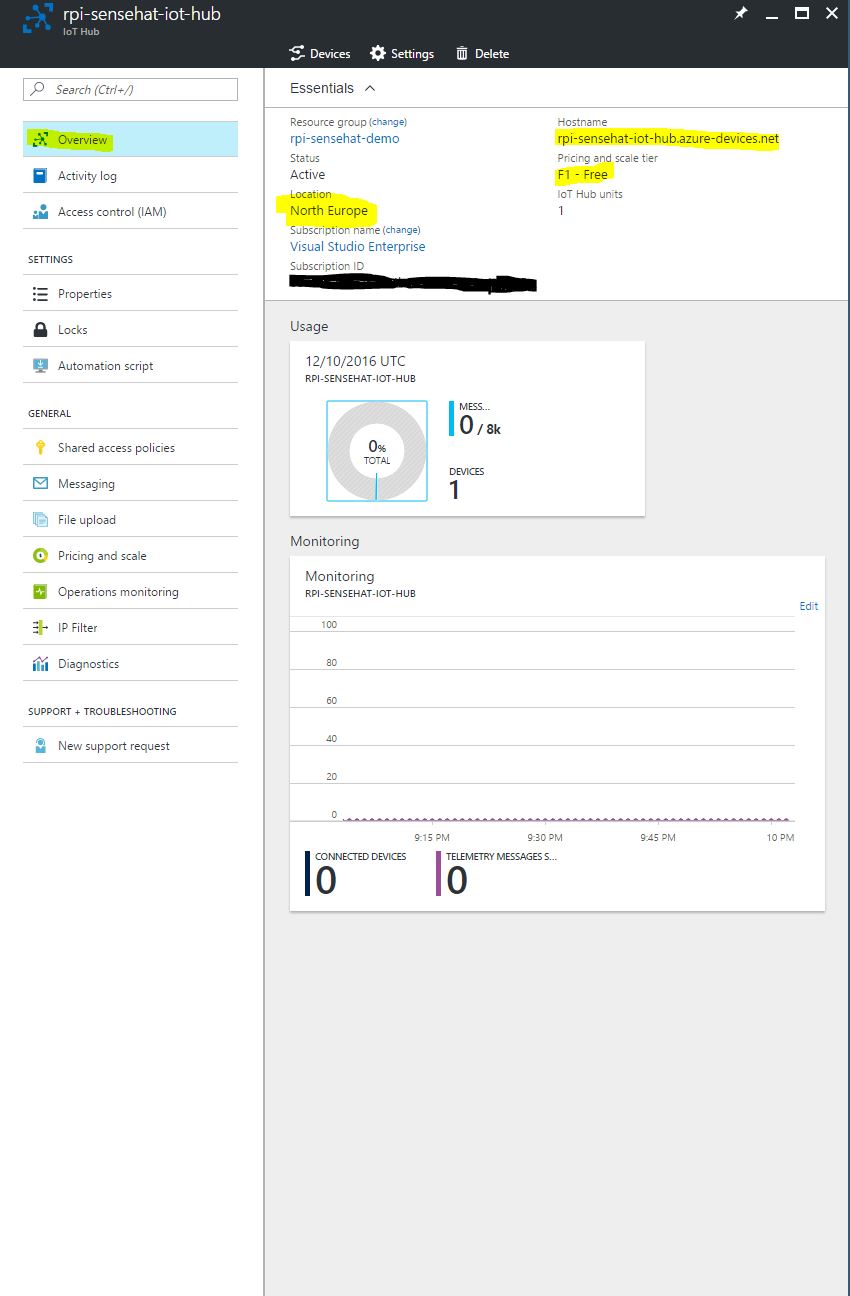 rpi-sensehat-iot-hub
IoT Hub
Devices
Settings
Delete
Search (Ctrl+/)
Overview
Activity log
Access control (IAM)
SETTINGS
Properties
Locks
Automation script
GENERAL
Shared access policies
Messaging
File upload
Pricing and scale
Operations monitoring
IP Filter
Diagnostics
SUPPORT + TROUBLESHOOTING
New support request
Essentials
Resource group (change)
rpi-sensehat-demo
Status
Active
Location
North Europe
Subscription name (change)
Visual Studio Enterprise
Subscription ID
Hostname
rpi-sensehat-iot-hub.azure-devices.net
Pricing and scale tier
F1 - Free
IoT Hub units
1
Usage
12/10/2016 UTC
RPI-SENSEHAT-IOT-HUB
0%
TOTAL
MESS...
0 / 8k
DEVICES
1
Monitoring
Monitoring
RPI-SENSEHAT-IOT-HUB
Edit
100
80
60
40
20
0
9:15 PM 9:30 PM 9:45 PM 10 PM
CONNECTED DEVICES
0
TELEMETRY MESSAGES S...
0